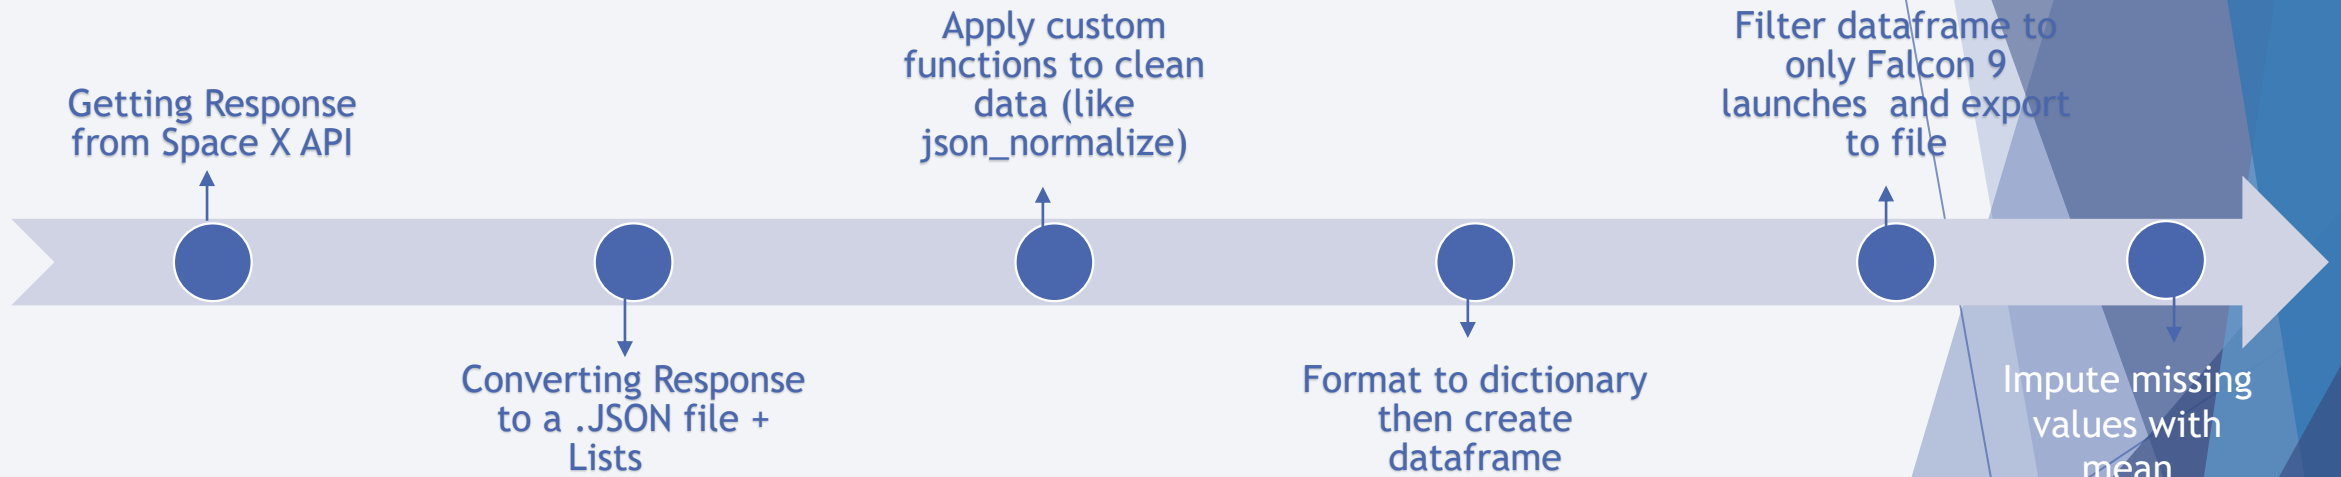 Getting Response
from Space X API
Converting Response
to a .JSON file +
Lists
Apply custom
functions to clean
data (like
json_normalize)
Format to dictionary
then create
dataframe
Filter dataframe to
only Falcon 9
launches  and export
to file
Impute missing
values with
mean